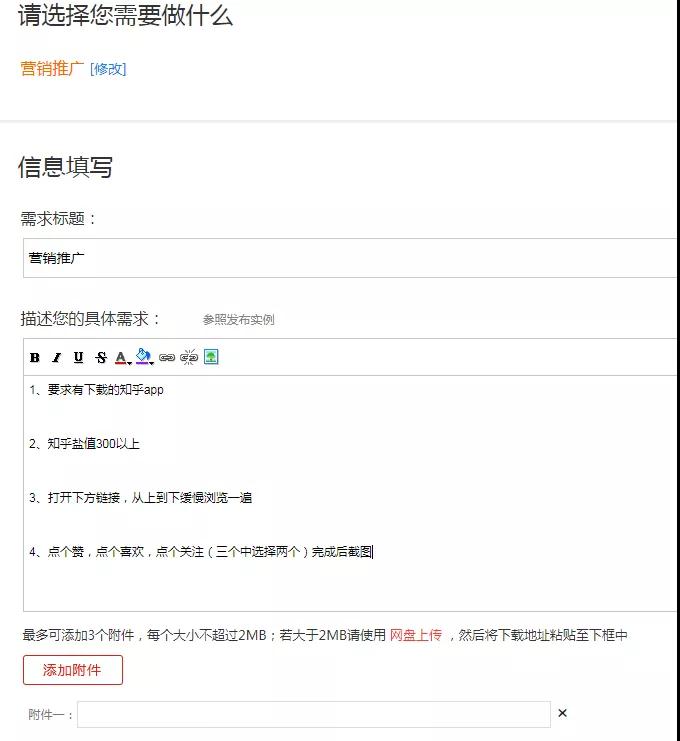 请选择您需要做什么
营销推广 [修改]
信息填写
需求标题：
营销推广
描述您的具体需求： 参照发布实例
B I U S A
1、要求有下载的知乎app
2、知乎盐值300以上
3、打开下方链接，从上到下缓慢浏览一遍
4、点个赞，点个喜欢，点个关注（三个中选择两个）完成后截图
最多可添加3个附件，每个大小不超过2MB；若大于2MB请使用 网盘上传 ，然后将下载地址粘贴至下框中
添加附件
附件一： ×